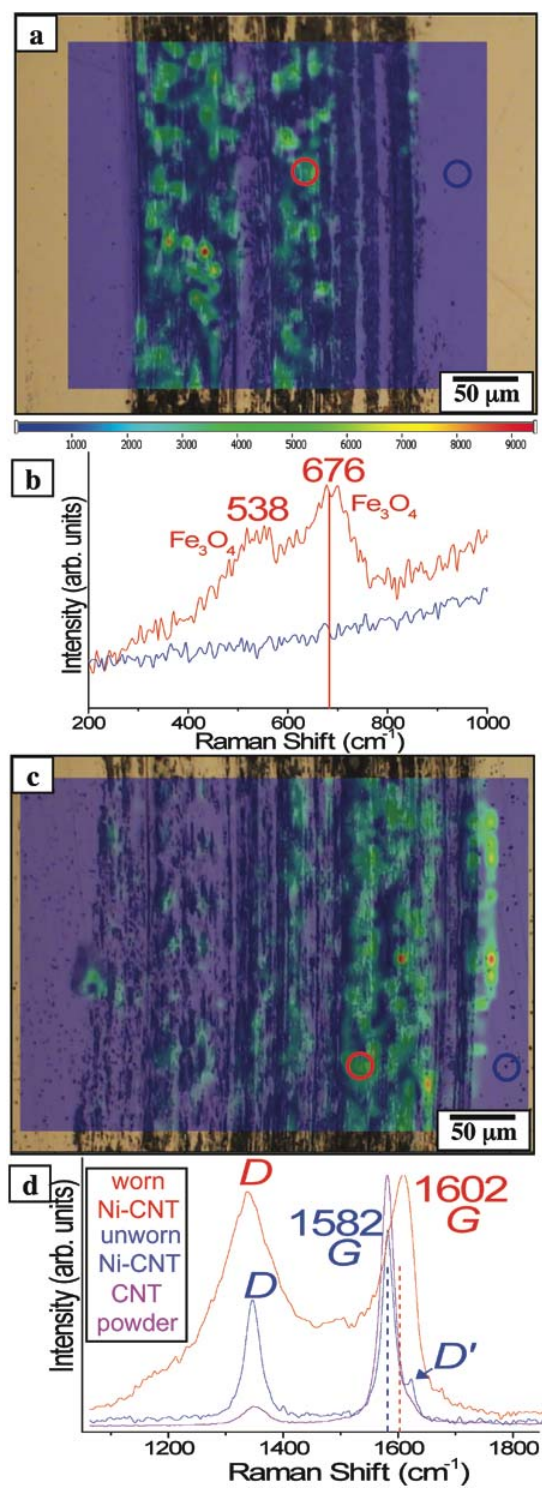 a
50 μm
1000 2000 3000 4000 5000 6000 7000 8000 9000
b
676
538
Fe₃O₄
Fe₃O₄
Intensity (arb. units)
200 400 600 800 1000
Raman Shift (cm⁻¹)
c
50 μm
d
worn
Ni-CNT
unworn
Ni-CNT
CNT
powder
D
1602
G
1582
G
D
D'
Intensity (arb. units)
1200 1400 1600 1800
Raman Shift (cm⁻¹)